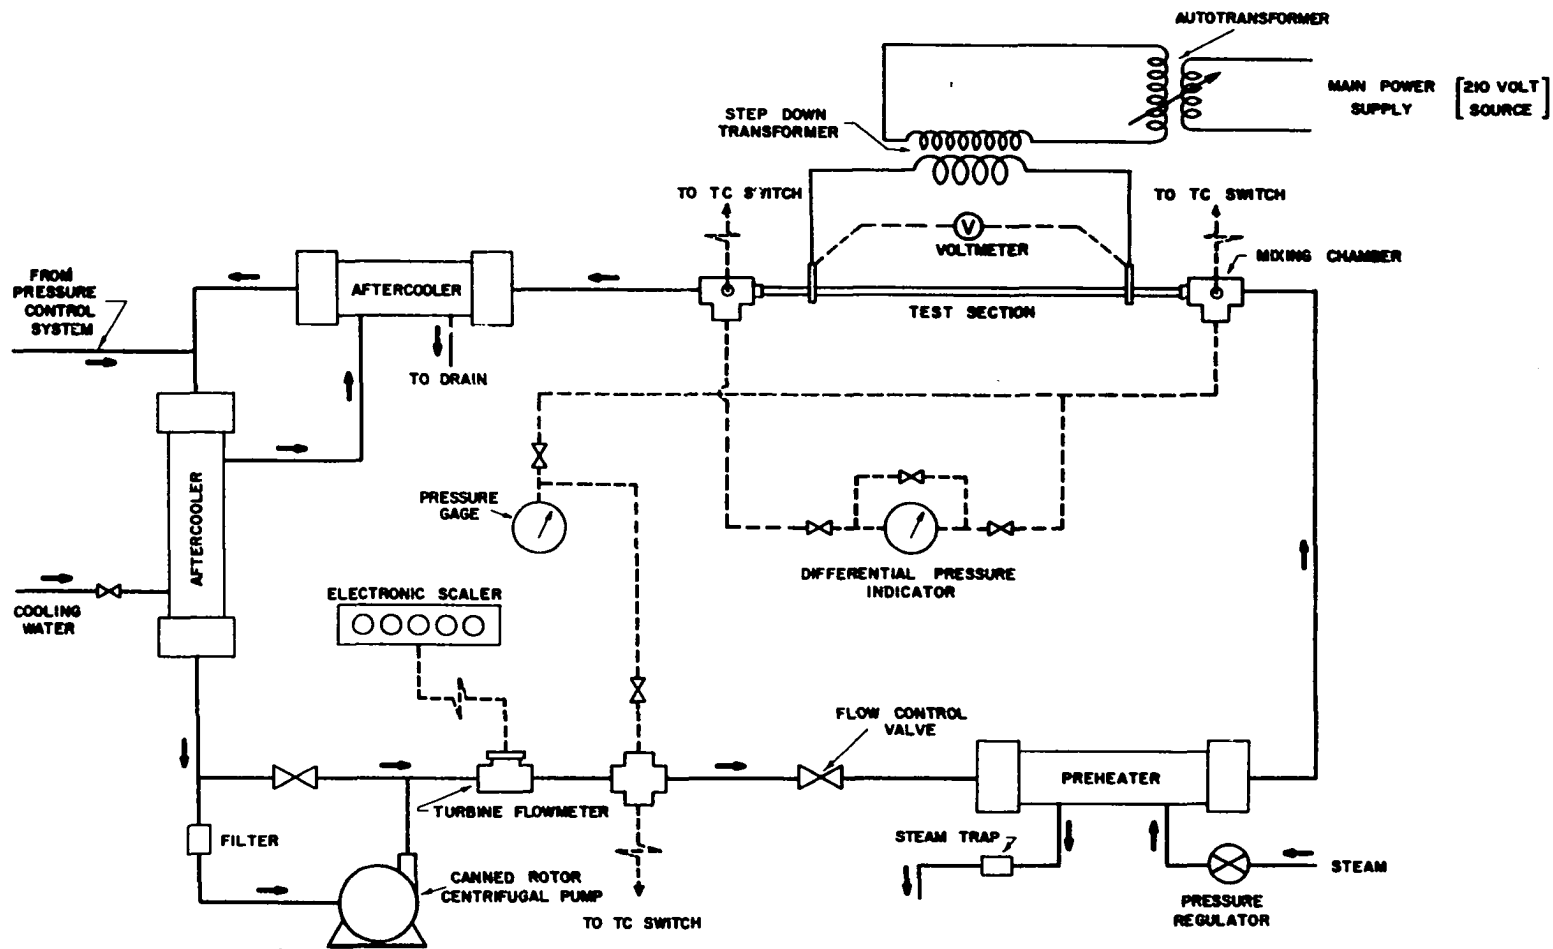 AUTOTRANSFORMER
MAIN POWER
SUPPLY
[210 VOLT
SOURCE]
STEP DOWN
TRANSFORMER
TO TC SWITCH
TO TC SWITCH
V
VOLTMETER
MIXING CHAMBER
FROM
PRESSURE
CONTROL
SYSTEM
AFTERCOOLER
TEST SECTION
TO DRAIN
AFTERCOOLER
PRESSURE
GAGE
DIFFERENTIAL PRESSURE
INDICATOR
COOLING
WATER
ELECTRONIC SCALER
FLOW CONTROL
VALVE
PREHEATER
TURBINE FLOWMETER
FILTER
STEAM TRAP
STEAM
CANNED ROTOR
CENTRIFUGAL PUMP
TO TC SWITCH
PRESSURE
REGULATOR